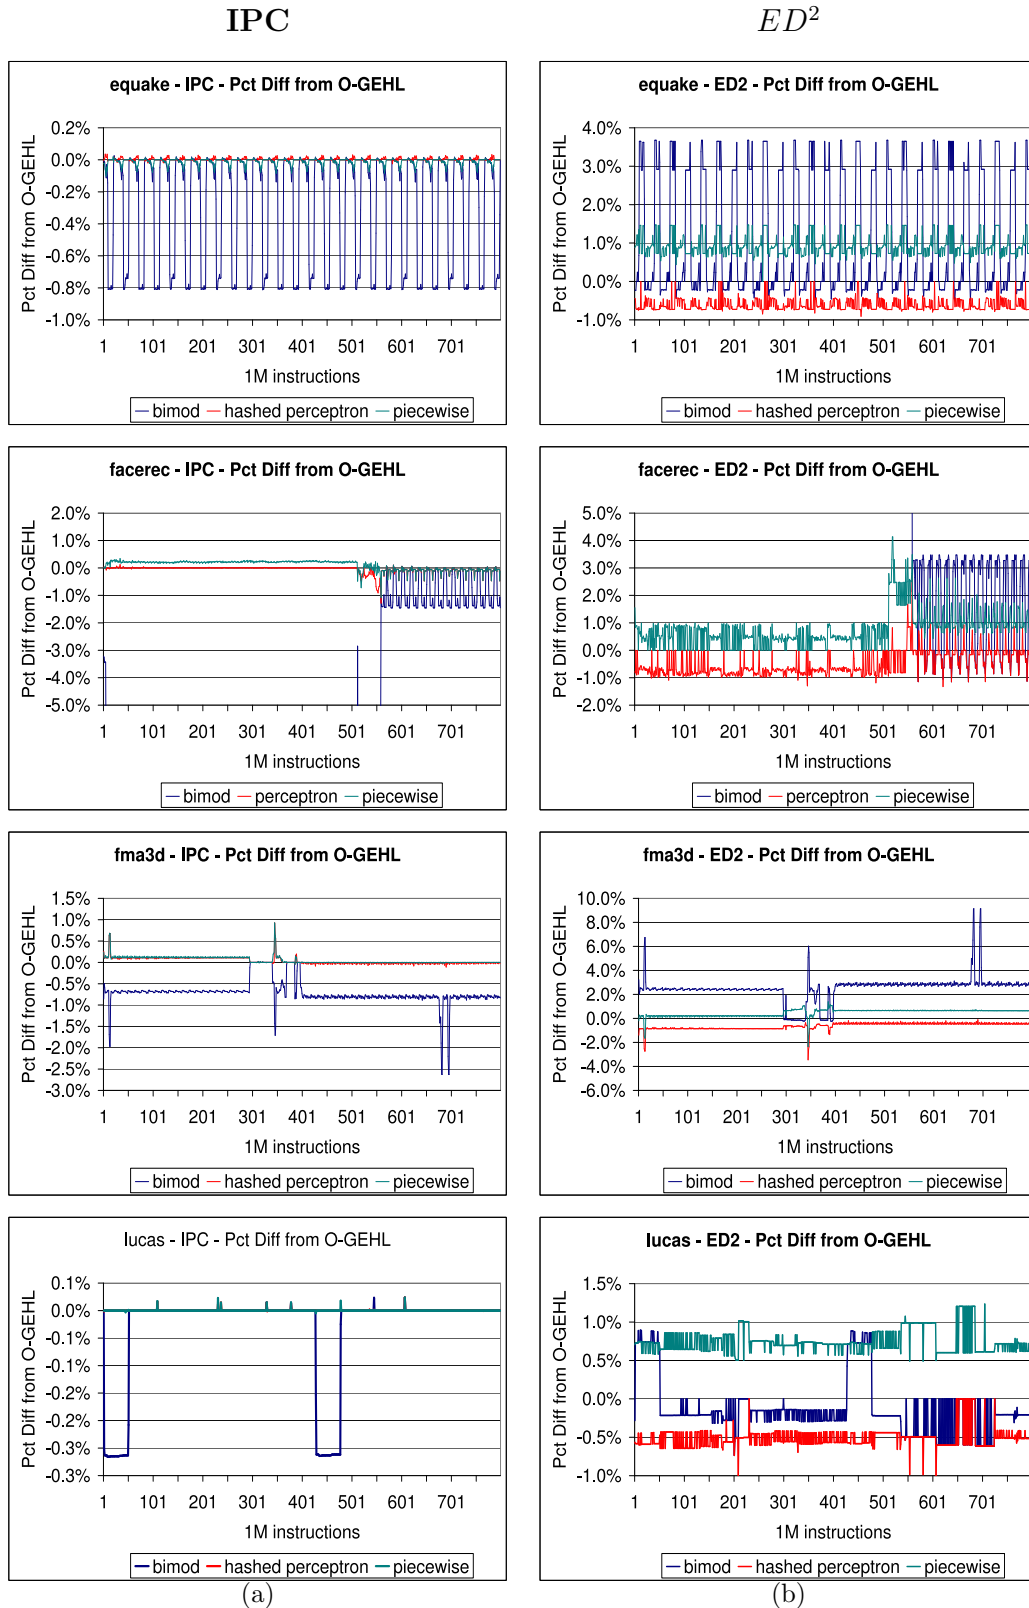 IPC
ED²
equake - IPC - Pct Diff from O-GEHL
Pct Diff from O-GEHL
0.2%
0.0%
-0.2%
-0.4%
-0.6%
-0.8%
-1.0%
1 101 201 301 401 501 601 701
1M instructions
bimod hashed perceptron piecewise
equake - ED2 - Pct Diff from O-GEHL
Pct Diff from O-GEHL
4.0%
3.0%
2.0%
1.0%
0.0%
-1.0%
1 101 201 301 401 501 601 701
1M instructions
bimod hashed perceptron piecewise
facerec - IPC - Pct Diff from O-GEHL
Pct Diff from O-GEHL
2.0%
1.0%
0.0%
-1.0%
-2.0%
-3.0%
-4.0%
-5.0%
1 101 201 301 401 501 601 701
1M instructions
bimod perceptron piecewise
facerec - ED2 - Pct Diff from O-GEHL
Pct Diff from O-GEHL
5.0%
4.0%
3.0%
2.0%
1.0%
0.0%
-1.0%
-2.0%
1 101 201 301 401 501 601 701
1M instructions
bimod perceptron piecewise
fma3d - IPC - Pct Diff from O-GEHL
Pct Diff from O-GEHL
1.5%
1.0%
0.5%
0.0%
-0.5%
-1.0%
-1.5%
-2.0%
-2.5%
-3.0%
1 101 201 301 401 501 601 701
1M instructions
bimod hashed perceptron piecewise
fma3d - ED2 - Pct Diff from O-GEHL
Pct Diff from O-GEHL
10.0%
8.0%
6.0%
4.0%
2.0%
0.0%
-2.0%
-4.0%
-6.0%
1 101 201 301 401 501 601 701
1M instructions
bimod hashed perceptron piecewise
lucas - IPC - Pct Diff from O-GEHL
Pct Diff from O-GEHL
0.1%
0.0%
-0.1%
-0.1%
-0.2%
-0.2%
-0.3%
-0.3%
1 101 201 301 401 501 601 701
1M instructions
bimod hashed perceptron piecewise
lucas - ED2 - Pct Diff from O-GEHL
Pct Diff from O-GEHL
1.5%
1.0%
0.5%
0.0%
-0.5%
-1.0%
1 101 201 301 401 501 601 701
1M instructions
bimod hashed perceptron piecewise
(a)
(b)